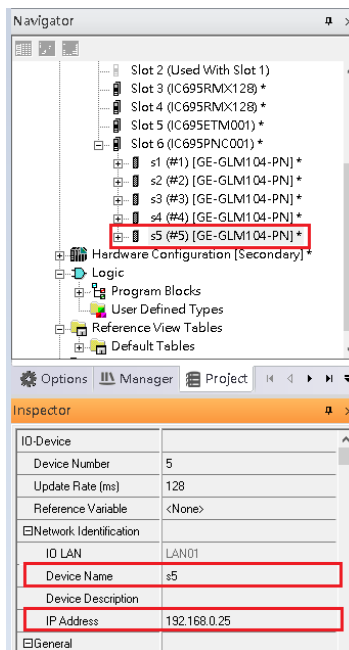 Navigator
Slot 2 (Used With Slot 1)
Slot 3 (IC695RMX128) *
Slot 4 (IC695RMX128) *
Slot 5 (IC695ETM001) *
Slot 6 (IC695PNC001) *
s1 (#1) [GE-GLM104-PN] *
s2 (#2) [GE-GLM104-PN] *
s3 (#3) [GE-GLM104-PN] *
s4 (#4) [GE-GLM104-PN] *
s5 (#5) [GE-GLM104-PN] *
Hardware Configuration [Secondary] *
Logic
Program Blocks
User Defined Types
Reference View Tables
Default Tables
Options Manager Project
Inspector
IO-Device
Device Number 5
Update Rate (ms) 128
Reference Variable <None>
Network Identification
IO LAN LAN01
Device Name s5
Device Description
IP Address 192.168.0.25
General